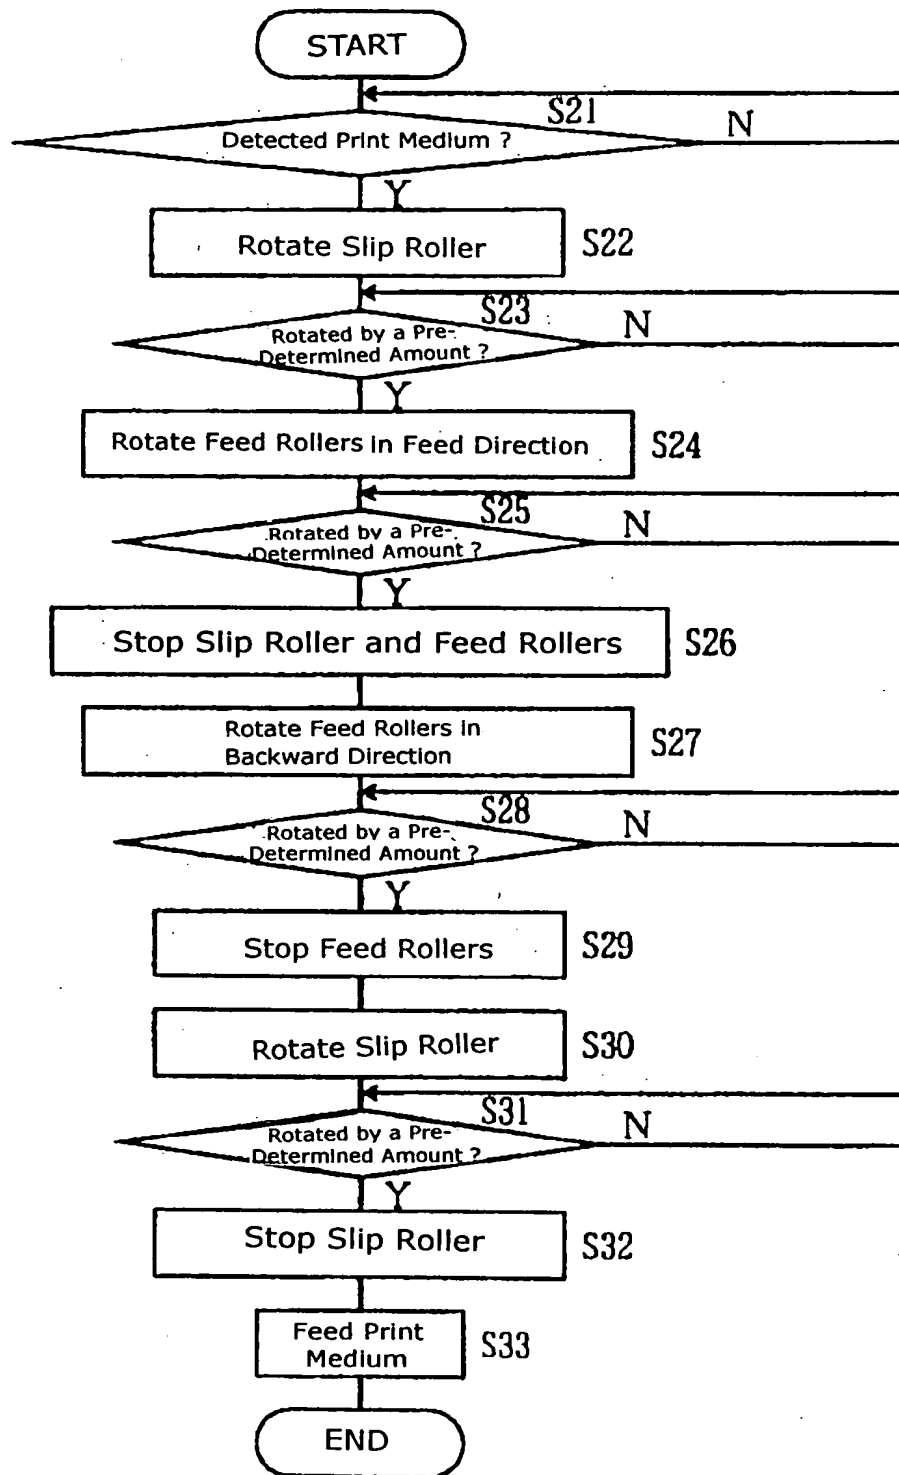 START
S21
Detected Print Medium ?
N
Y
Rotate Slip Roller
S22
S23
Rotated by a Pre-
Determined Amount ?
N
Y
Rotate Feed Rollers in Feed Direction
S24
S25
Rotated by a Pre-
Determined Amount ?
N
Y
Stop Slip Roller and Feed Rollers
S26
Rotate Feed Rollers in
Backward Direction
S27
S28
Rotated by a Pre-
Determined Amount ?
N
Y
Stop Feed Rollers
S29
Rotate Slip Roller
S30
S31
Rotated by a Pre-
Determined Amount ?
N
Y
Stop Slip Roller
S32
Feed Print
Medium
S33
END